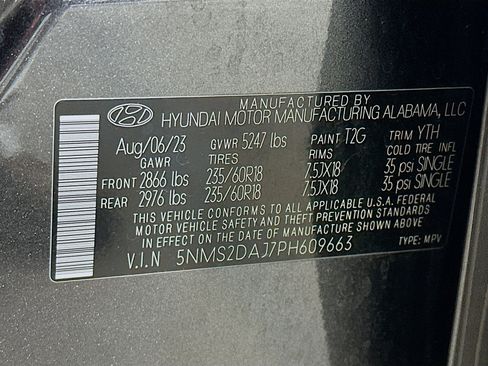 MANUFACTURED BY
HYUNDAI MOTOR MANUFACTURING ALABAMA, LLC
Aug/06/23 GVWR 5247 lbs PAINT T2G TRIM YTH
GAWR TIRES RIMS COLD TIRE INFL
FRONT 2866 lbs 235/60R18 7.5JX18 35 psi SINGLE
REAR 2976 lbs 235/60R18 7.5JX18 35 psi SINGLE
THIS VEHICLE CONFORMS TO ALL APPLICABLE U.S.A. FEDERAL
MOTOR VEHICLE SAFETY AND THEFT PREVENTION STANDARDS
IN EFFECT ON THE DATE OF MANUFACTURE SHOWN ABOVE.
V.I.N 5NMS2DAJ7PH609663 TYPE: MPV